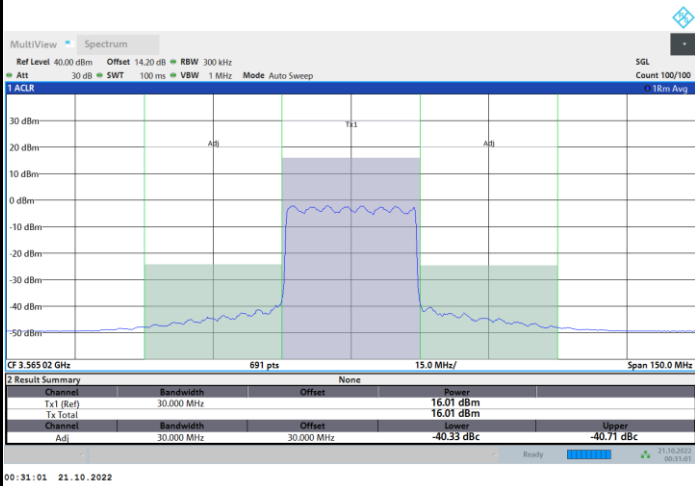 MultiView Spectrum
Ref Level 40.00 dBm Offset 14.20 dB RBW 300 kHz SGL
Att 30 dB SWT 100 ms VBW 1 MHz Mode Auto Sweep Count 100/100
1 ACLR 1Rm Avg
30 dBm
Tx1
20 dBm
Adj Adj
10 dBm
0 dBm
-10 dBm
-20 dBm
-30 dBm
-40 dBm
-50 dBm
CF 3.565 02 GHz 691 pts 15.0 MHz/ Span 150.0 MHz
2 Result Summary None
Channel Bandwidth Offset Power
Tx1 (Ref) 30.000 MHz 16.01 dBm
Tx Total 16.01 dBm
Channel Bandwidth Offset Lower Upper
Adj 30.000 MHz 30.000 MHz -40.33 dBc -40.71 dBc
Ready 21.10.2022
00:31:01
00:31:01 21.10.2022